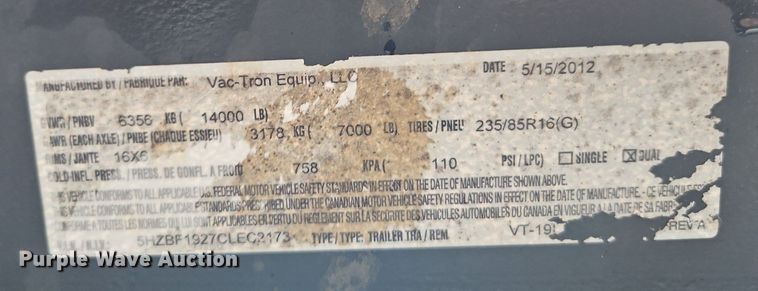 ANUFACTURED BY / FABRIQUE PAR: Vac-Tron Equip., LLC DATE 5/15/2012
GVWR / PNBV 6356 KG ( 14000 LB)
GAWR (EACH AXLE) / PNBE (CHAQUE ESSIEU) 3178 KG ( 7000 LB) TIRES / PNEU 235/85R16(G)
RIMS / JANTE 16X6
COLD INFL. PRESS. / PRESS. DE GONFL. A FROID 758 KPA ( 110 PSI / LPC) SINGLE DUAL
THIS VEHICLE CONFORMS TO ALL APPLICABLE U.S. FEDERAL MOTOR VEHICLE SAFETY STANDARDS IN EFFECT ON THE DATE OF MANUFACTURE SHOWN ABOVE.
THIS VEHICLE CONFORMS TO ALL APPLICABLE STANDARDS PRESCRIBED UNDER THE CANADIAN MOTOR VEHICLES SAFETY REGULATIONS IN EFFECT ON THE DATE OF MANUFACTURE. - CE VEHICULE ES
CONFORME A TOUTES LES NORMES QUI LUI SONT APPLICABLES EN VERTU DU REGLEMENT SUR LA SECURITE DES VEHICULES AUTOMOBILES DU CANADA EN VIGUEUR A LA DATE DE SA FABR
5HZBF1927CLEC2173 TYPE / TYPE: TRAILER TRA / REM VT-19 REV A
Purple Wave Auction